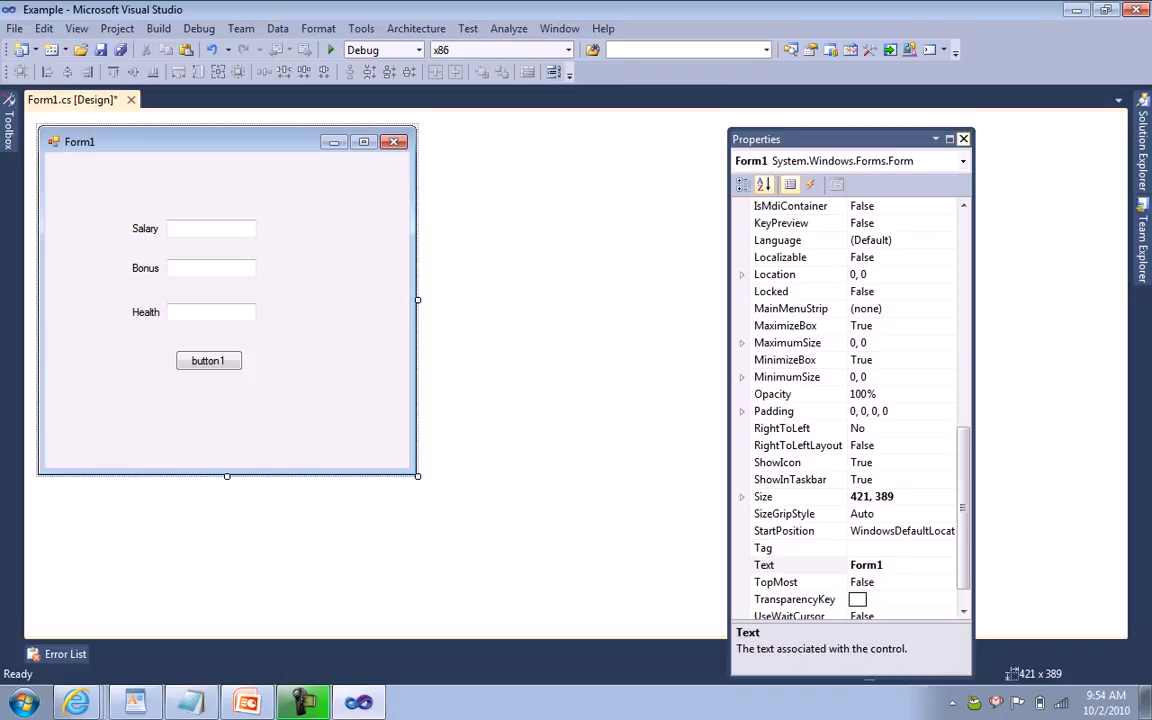 Example - Microsoft Visual Studio
File Edit View Project Build Debug Team Data Format Tools Architecture Test Analyze Window Help
Debug x86
Form1.cs [Design]*
Toolbox
Form1
Salary
Bonus
Health
button1
Properties
Form1 System.Windows.Forms.Form
IsMdiContainer False
KeyPreview False
Language (Default)
Localizable False
Location 0, 0
Locked False
MainMenuStrip (none)
MaximizeBox True
MaximumSize 0, 0
MinimizeBox True
MinimumSize 0, 0
Opacity 100%
Padding 0, 0, 0, 0
RightToLeft No
RightToLeftLayout False
ShowIcon True
ShowInTaskbar True
Size 421, 389
SizeGripStyle Auto
StartPosition WindowsDefaultLocat
Tag
Text Form1
TopMost False
TransparencyKey
UseWaitCursor False
Text
The text associated with the control.
Solution Explorer
Team Explorer
Error List
Ready
421 x 389
9:54 AM
10/2/2010